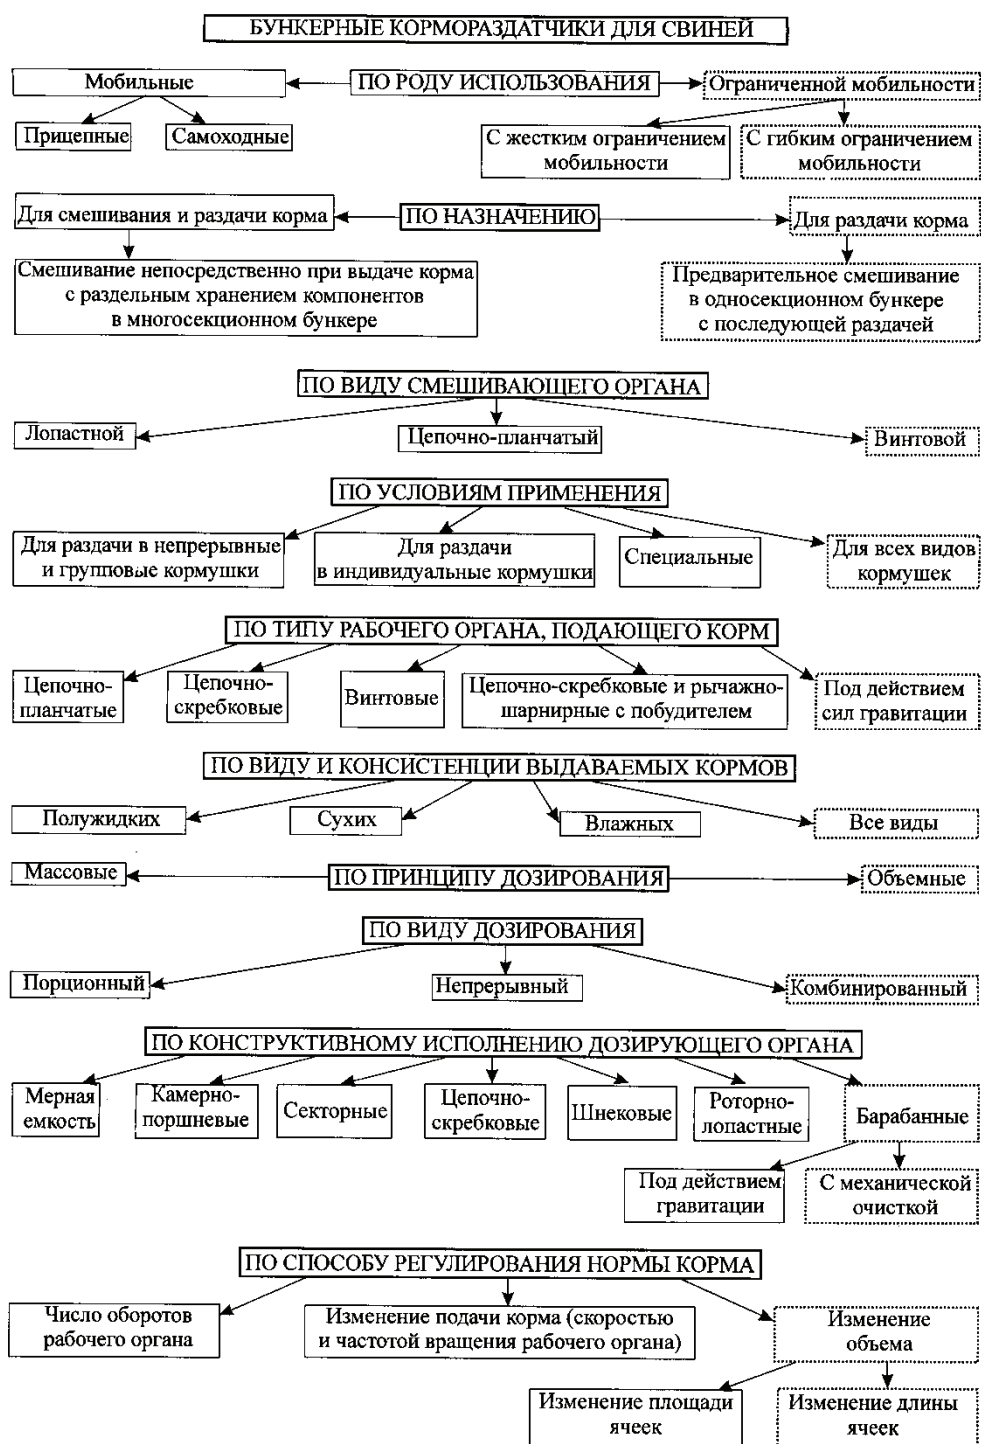 БУНКЕРНЫЕ КОРМОРАЗДАТЧИКИ ДЛЯ СВИНЕЙ
Мобильные
ПО РОДУ ИСПОЛЬЗОВАНИЯ
Ограниченной мобильности
Прицепные
Самоходные
С жестким ограничением
мобильности
С гибким ограничением
мобильности
Для смешивания и раздачи корма
ПО НАЗНАЧЕНИЮ
Для раздачи корма
Смешивание непосредственно при выдаче корма
с раздельным хранением компонентов
в многосекционном бункере
Предварительное смешивание
в односекционном бункере
с последующей раздачей
ПО ВИДУ СМЕШИВАЮЩЕГО ОРГАНА
Лопастной
Цепочно-планчатый
Винтовой
ПО УСЛОВИЯМ ПРИМЕНЕНИЯ
Для раздачи в непрерывные
и групповые кормушки
Для раздачи
в индивидуальные кормушки
Специальные
Для всех видов
кормушек
ПО ТИПУ РАБОЧЕГО ОРГАНА, ПОДАЮЩЕГО КОРМ
Цепочно-
планчатые
Цепочно-
скребковые
Винтовые
Цепочно-скребковые и рычажно-
шарнирные с побудителем
Под действием
сил гравитации
ПО ВИДУ И КОНСИСТЕНЦИИ ВЫДАВАЕМЫХ КОРМОВ
Полужидких
Сухих
Влажных
Все виды
Массовые
ПО ПРИНЦИПУ ДОЗИРОВАНИЯ
Объемные
ПО ВИДУ ДОЗИРОВАНИЯ
Порционный
Непрерывный
Комбинированный
ПО КОНСТРУКТИВНОМУ ИСПОЛНЕНИЮ ДОЗИРУЮЩЕГО ОРГАНА
Мерная
емкость
Камерно-
поршневые
Секторные
Цепочно-
скребковые
Шнековые
Роторно-
лопастные
Барабанные
Под действием
гравитации
С механической
очисткой
ПО СПОСОБУ РЕГУЛИРОВАНИЯ НОРМЫ КОРМА
Число оборотов
рабочего органа
Изменение подачи корма (скоростью
и частотой вращения рабочего органа)
Изменение
объема
Изменение площади
ячеек
Изменение длины
ячеек